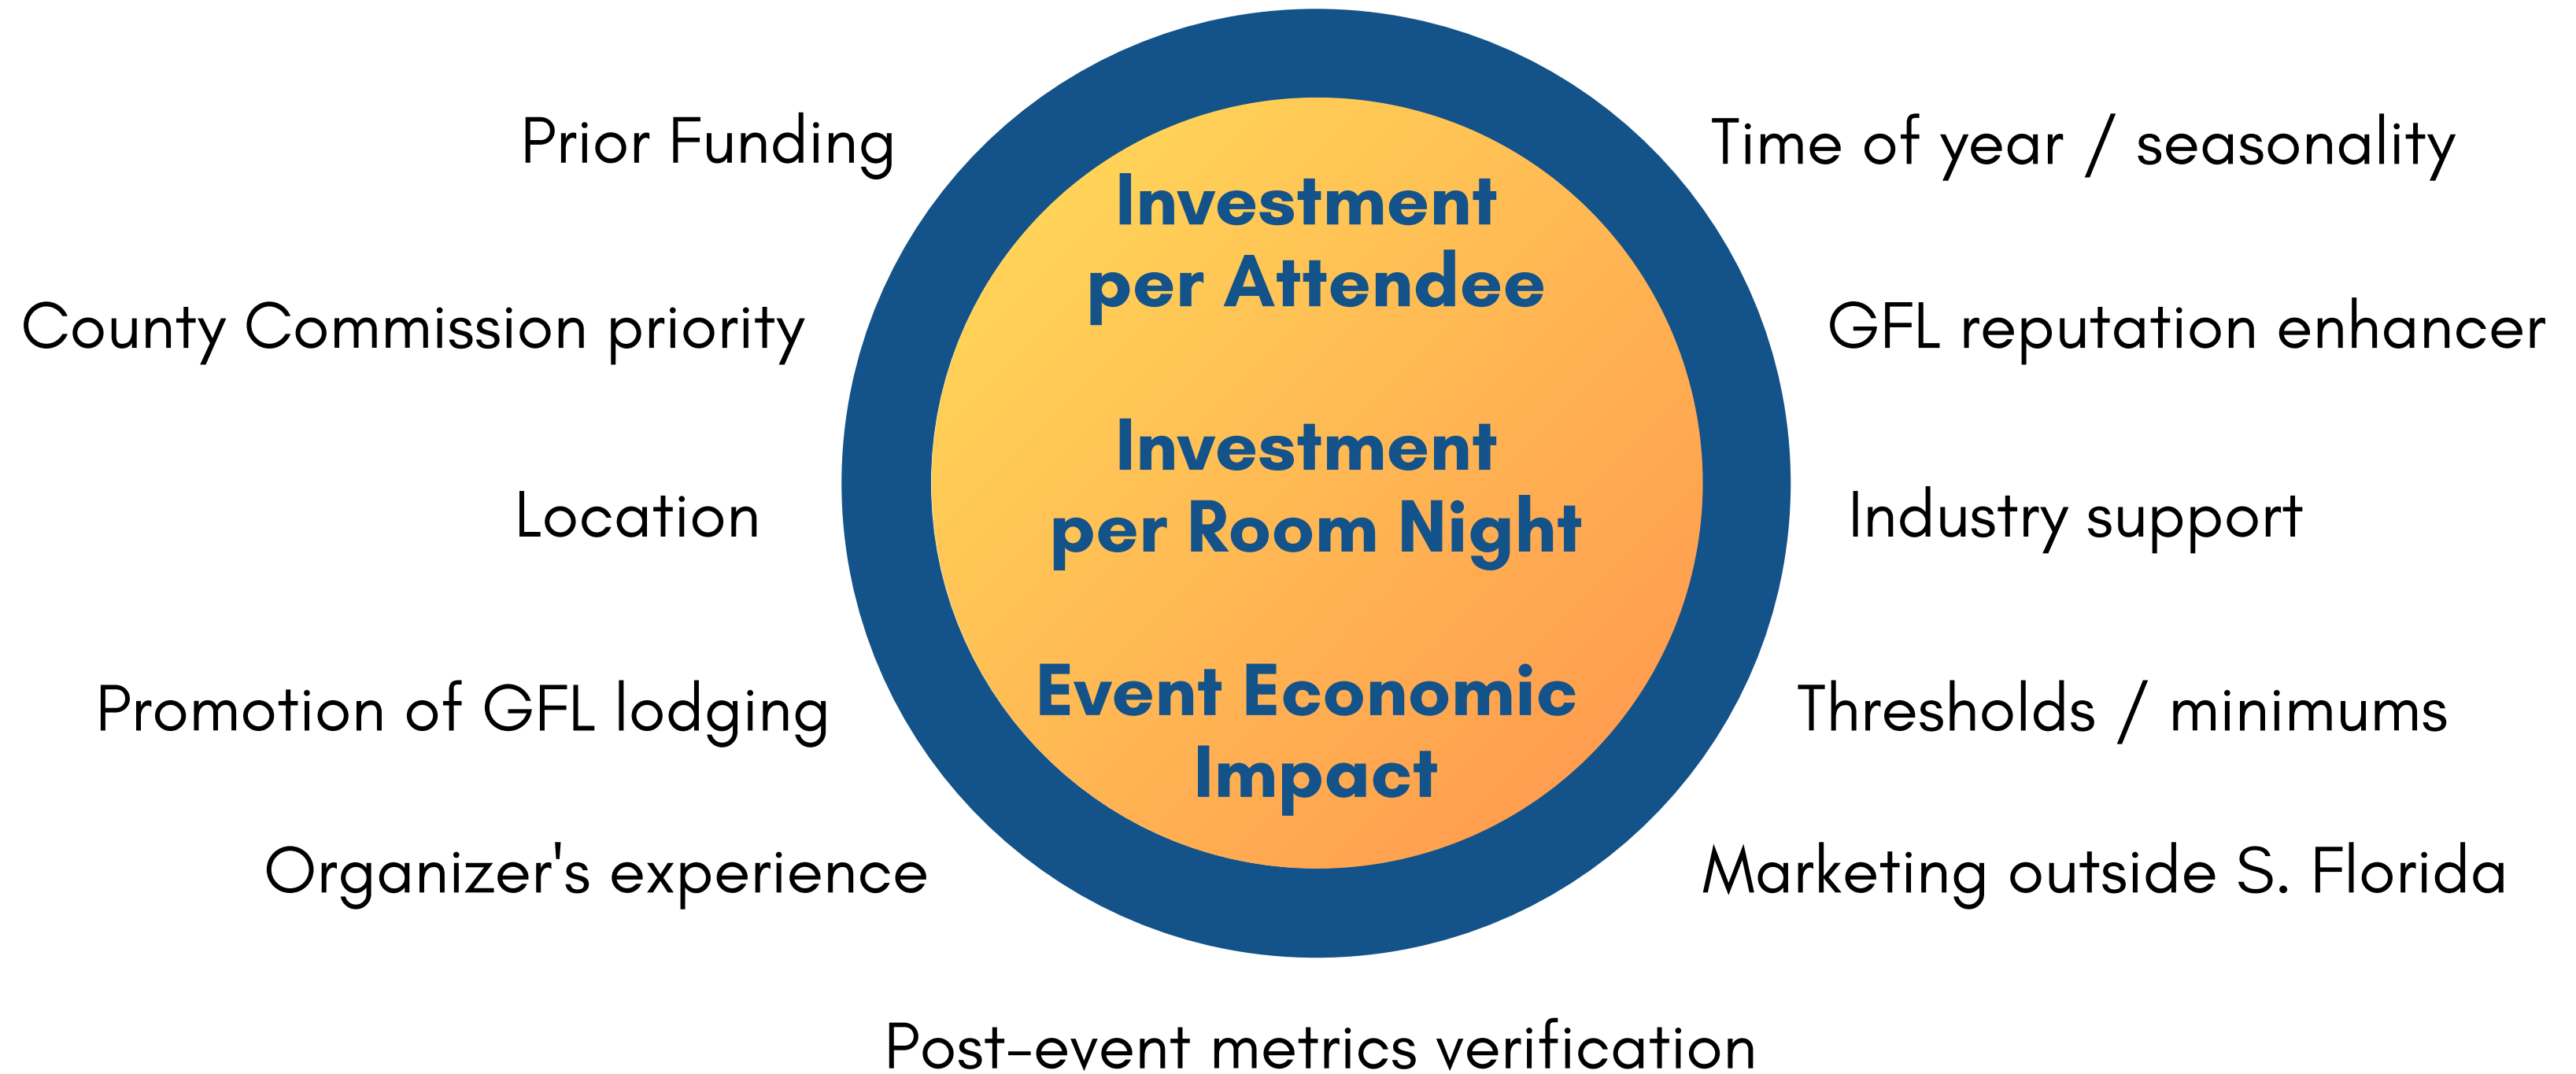 Prior Funding
County Commission priority
Location
Promotion of GFL lodging
Organizer's experience
Investment
per Attendee
Investment
per Room Night
Event Economic
Impact
Time of year / seasonality
GFL reputation enhancer
Industry support
Thresholds / minimums
Marketing outside S. Florida
Post-event metrics verification